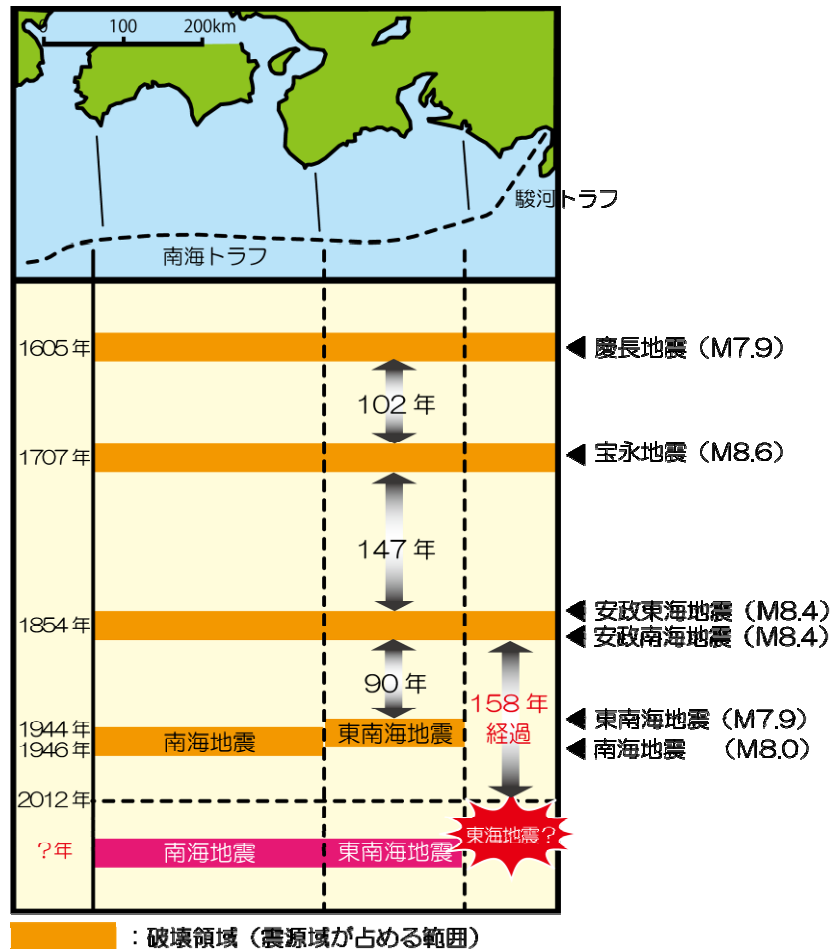 0 100 200km
駿河トラフ
南海トラフ
1605年
慶長地震（M7.9）
102年
1707年
宝永地震（M8.6）
147年
1854年
安政東海地震（M8.4）
安政南海地震（M8.4）
90年
158年
経過
1944年
1946年
南海地震
東南海地震
東南海地震（M7.9）
南海地震　（M8.0）
2012年
?年
南海地震
東南海地震
東海地震?
：破壊領域（震源域が占める範囲）